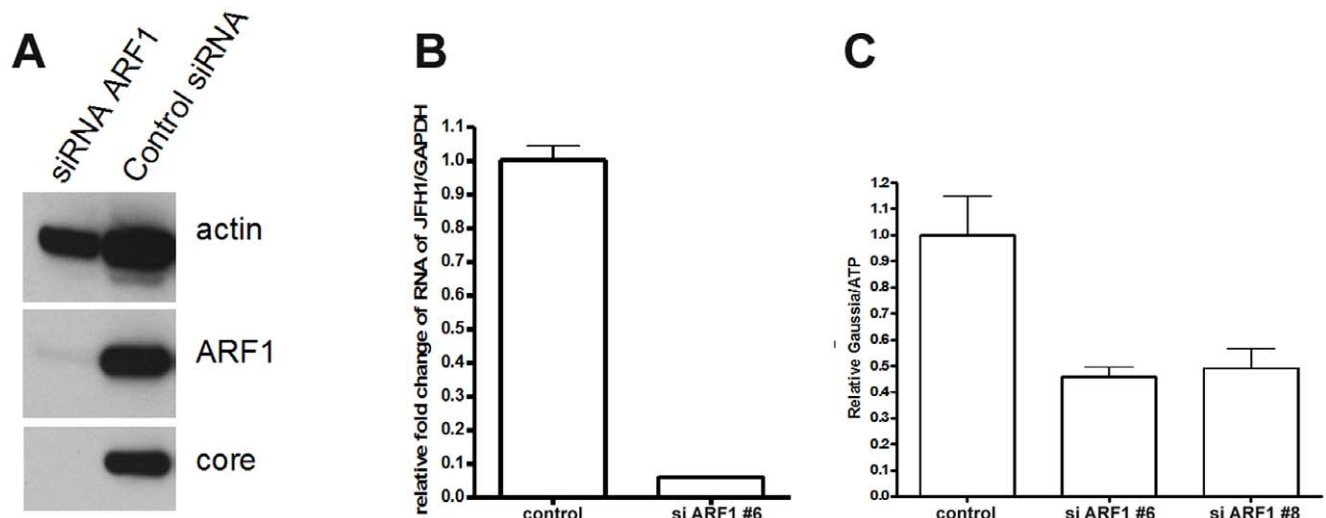 A
siRNA ARF1
Control siRNA
actin
ARF1
core
B
relative fold change of RNA of JFH1/GAPDH
1.1
1.0
0.9
0.8
0.7
0.6
0.5
0.4
0.3
0.2
0.1
0.0
control
si ARF1 #6
C
Relative Gaussia/ATP
1.2
1.1
1.0
0.9
0.8
0.7
0.6
0.5
0.4
0.3
0.2
0.1
0.0
control
si ARF1 #6
si ARF1 #8